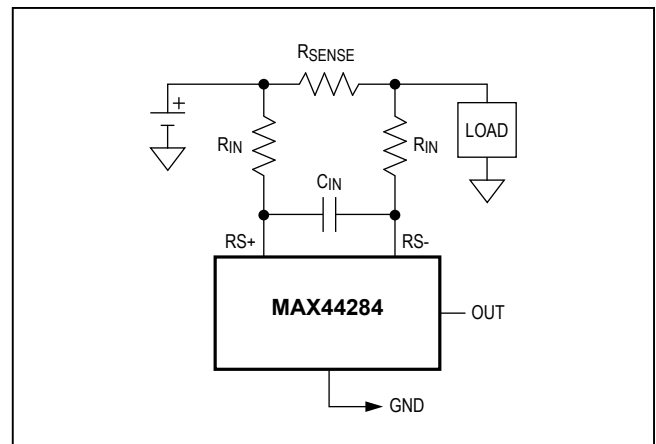 RSENSE
+
RIN
RIN
LOAD
CIN
RS+
RS-
MAX44284
OUT
GND